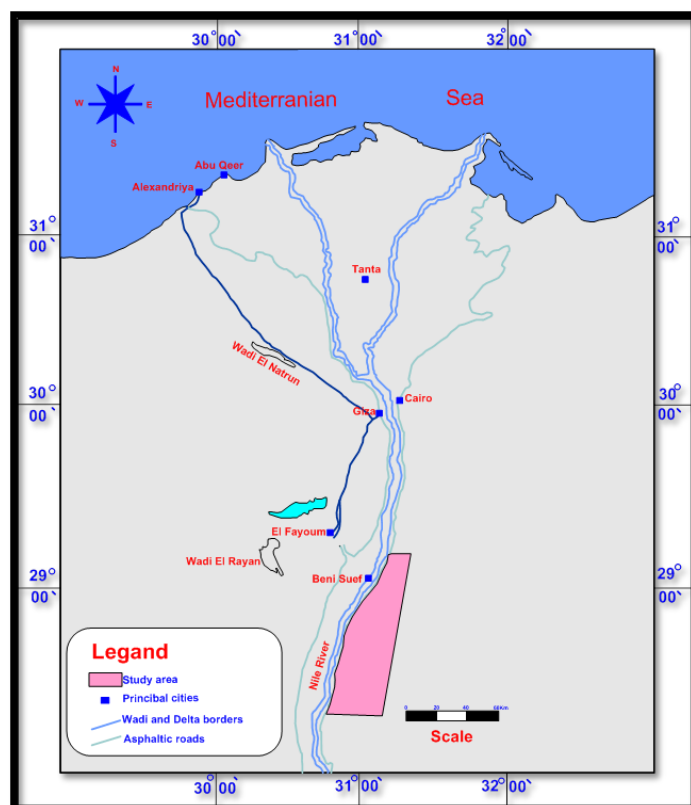 30° 00' 31° 00' 32° 00'
N
W E
S
Mediterranian Sea
Abu Qeer
Alexandriya
31° 00' 31° 00'
Tanta
Wadi El Natrun
30° 00' 30° 00'
Cairo
Giza
El Fayoum
Wadi El Rayan
29° 00' 29° 00'
Beni Suef
Nile River
Legand
Study area
Principal cities
Wadi and Delta borders
Asphaltic roads
0 20 40 60Km
Scale
30° 00' 31° 00' 32° 00'